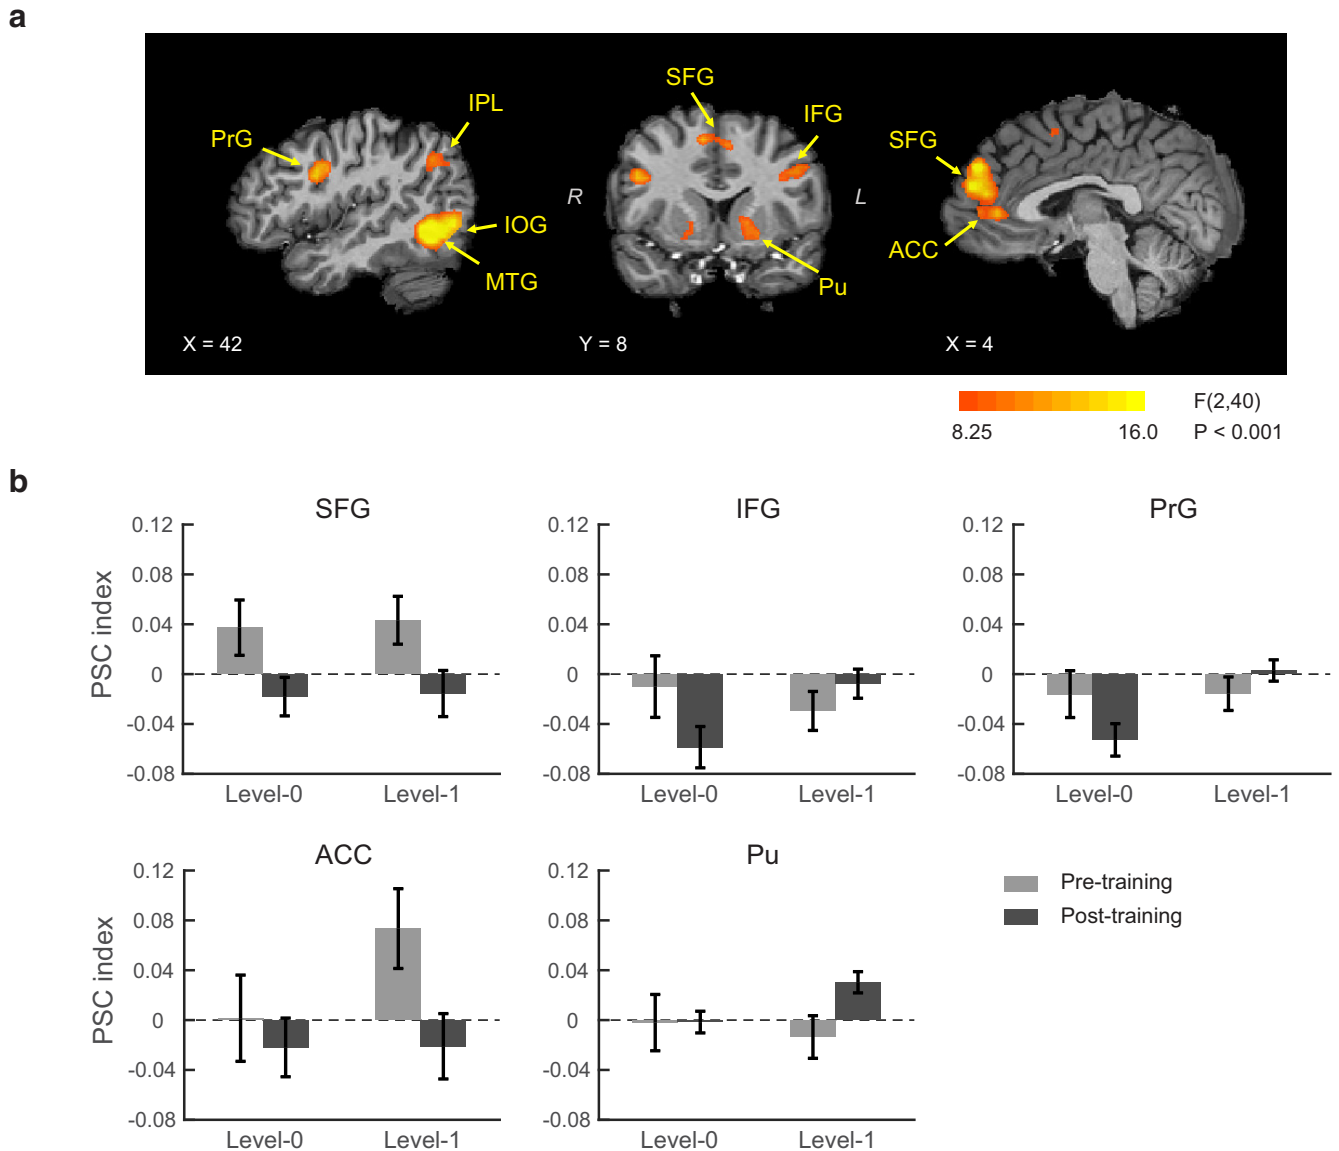 a
SFG
IPL
IFG
PrG
SFG
R
L
IOG
ACC
MTG
Pu
X = 42
Y = 8
X = 4
F(2,40)
8.25
16.0
P < 0.001
b
SFG
IFG
PrG
0.12
0.08
0.04
0
-0.04
-0.08
PSC index
Level-0
Level-1
0.12
0.08
0.04
0
-0.04
-0.08
Level-0
Level-1
0.12
0.08
0.04
0
-0.04
-0.08
Level-0
Level-1
ACC
Pu
0.12
0.08
0.04
0
-0.04
-0.08
PSC index
Level-0
Level-1
0.12
0.08
0.04
0
-0.04
-0.08
Level-0
Level-1
Pre-training
Post-training